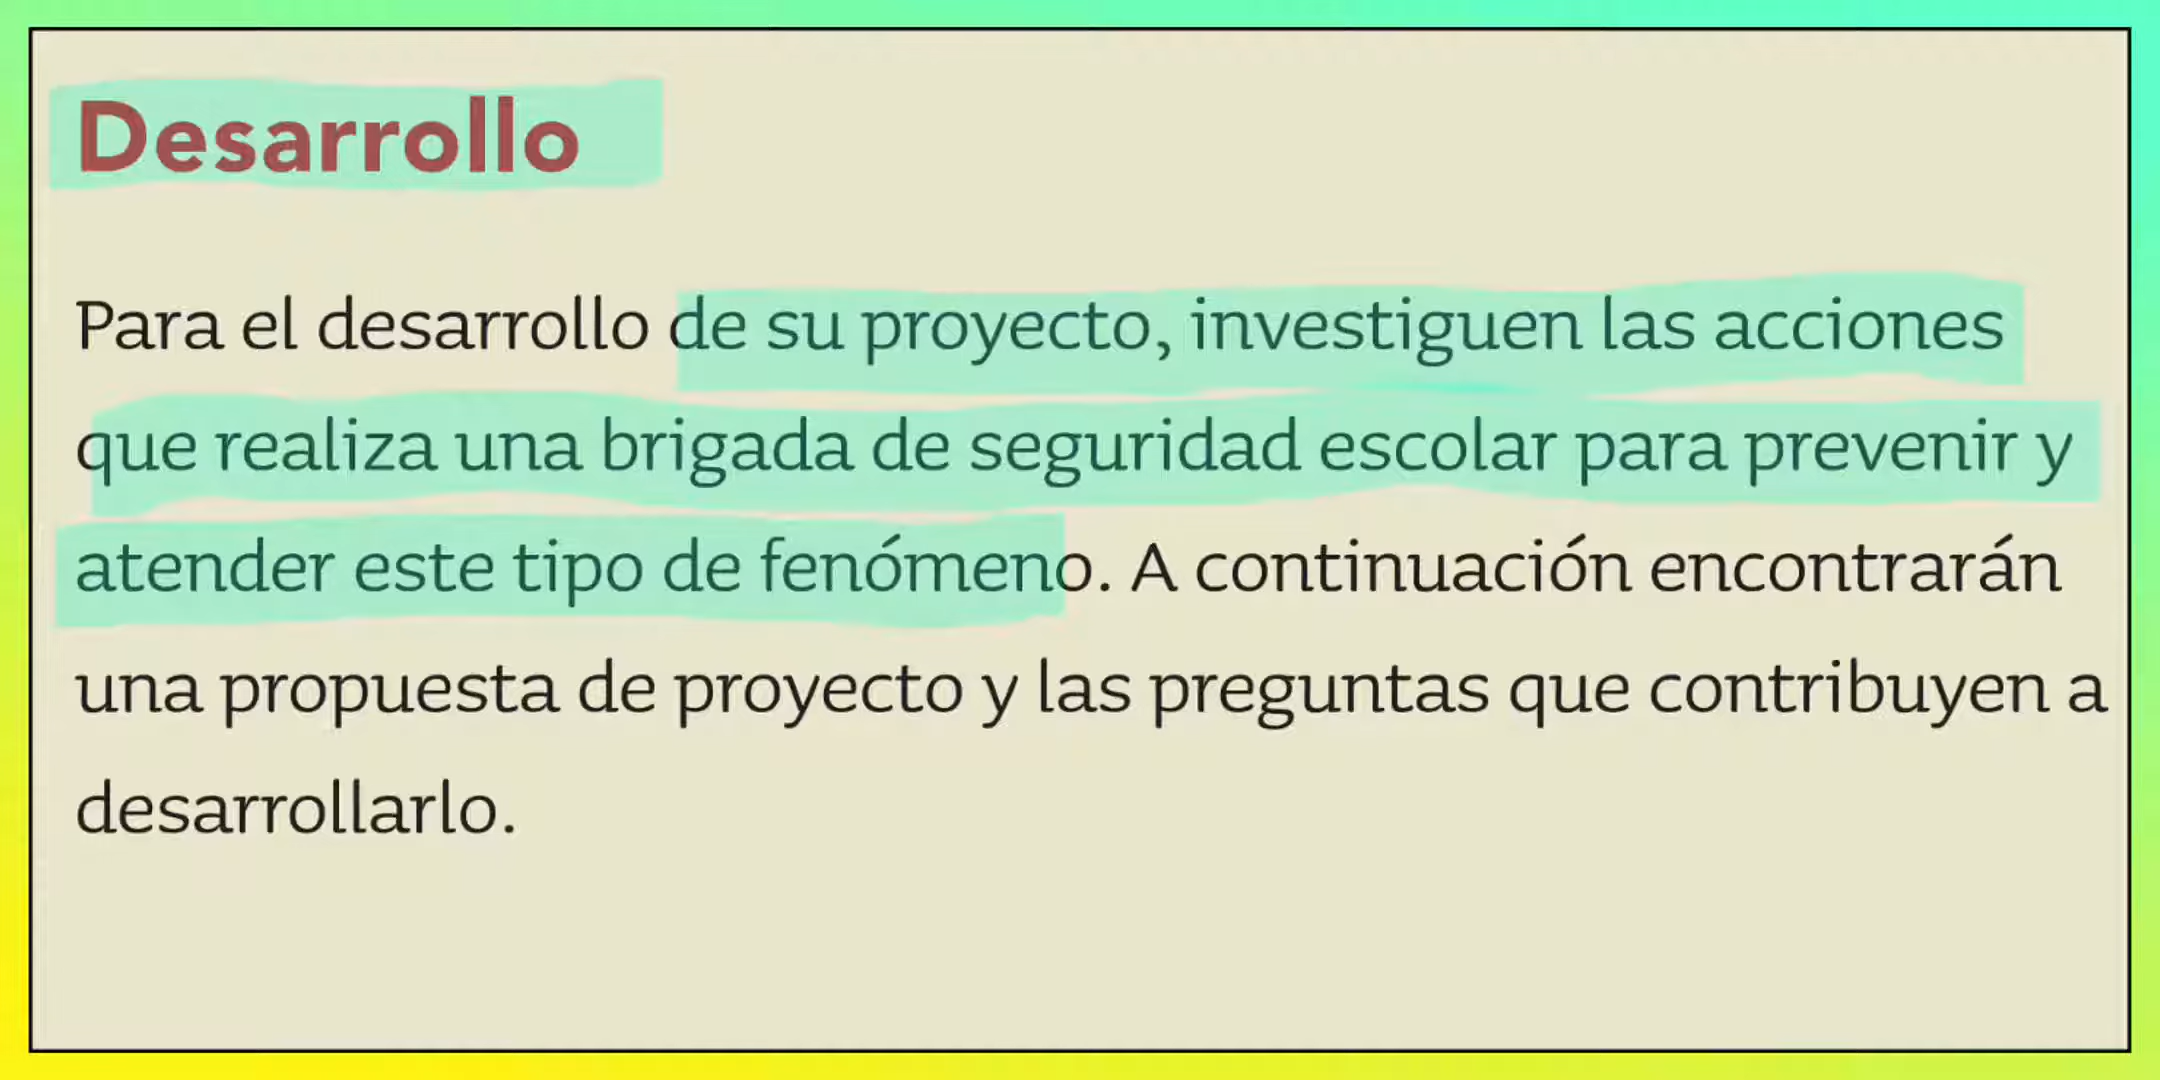 Desarrollo
Para el desarrollo de su proyecto, investiguen las acciones
que realiza una brigada de seguridad escolar para prevenir y
atender este tipo de fenómeno. A continuación encontrarán
una propuesta de proyecto y las preguntas que contribuyen a
desarrollarlo.